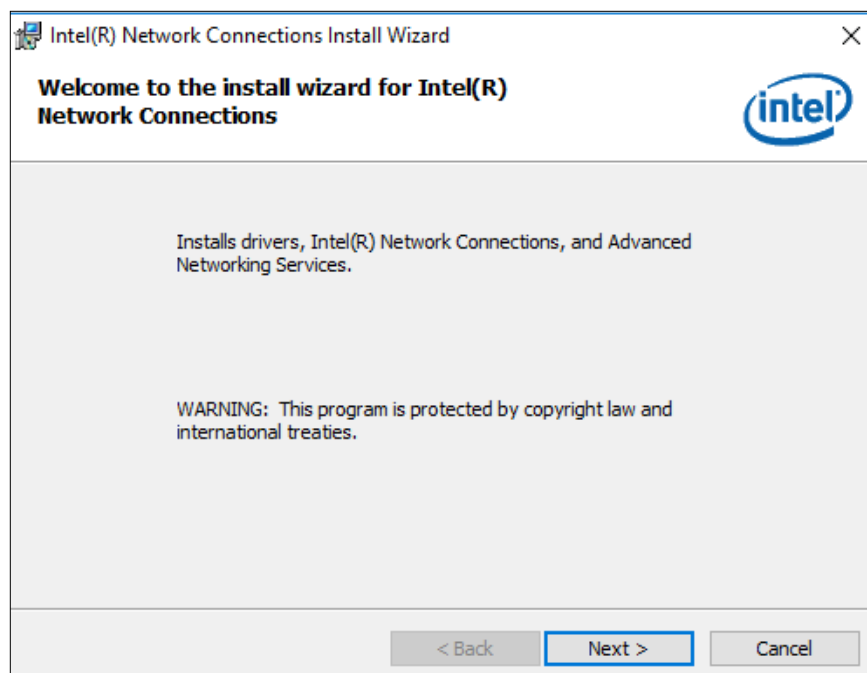 Intel(R) Network Connections Install Wizard
Welcome to the install wizard for Intel(R)
Network Connections
intel
Installs drivers, Intel(R) Network Connections, and Advanced
Networking Services.
WARNING:  This program is protected by copyright law and
international treaties.
< Back
Next >
Cancel